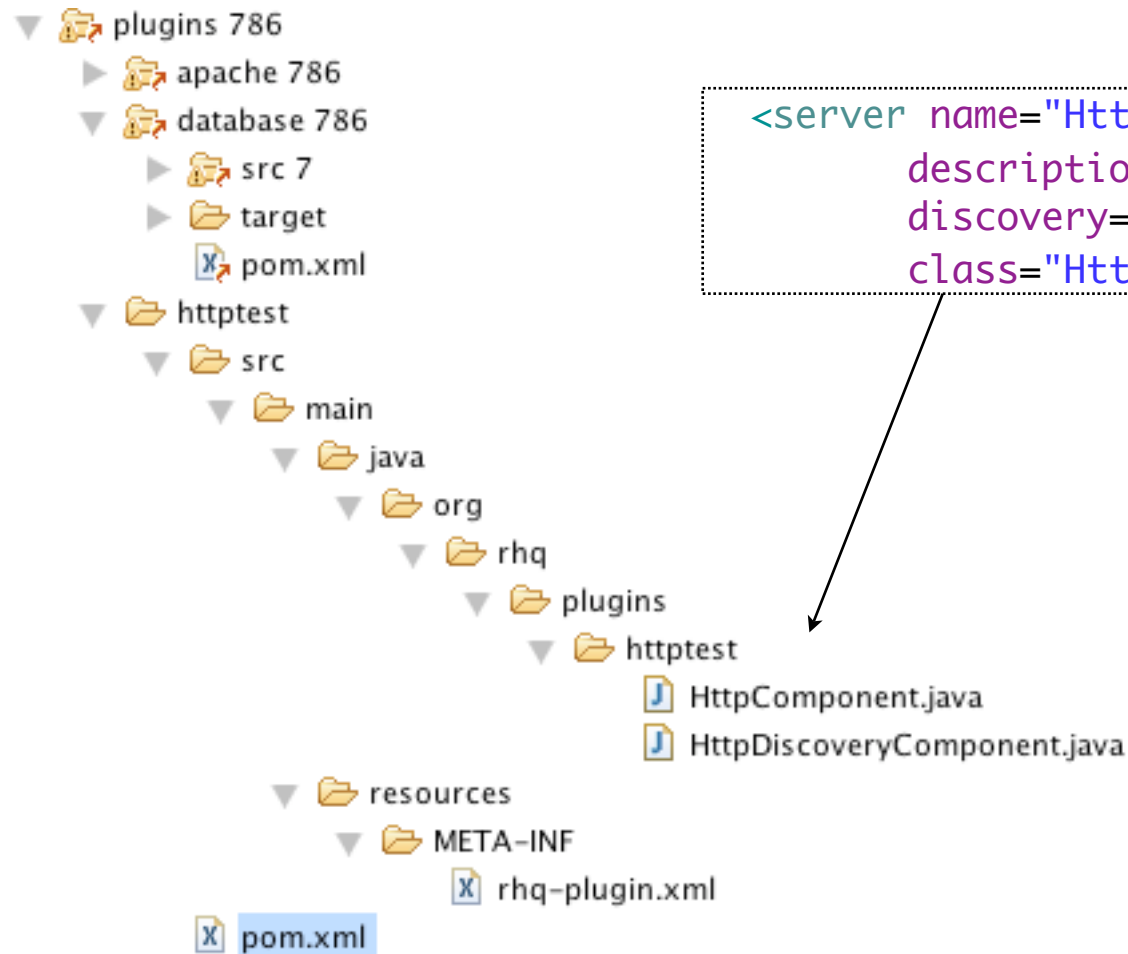 plugins 786
apache 786
database 786
src 7
target
pom.xml
httptest
src
main
java
org
rhq
plugins
httptest
HttpComponent.java
HttpDiscoveryComponent.java
resources
META-INF
rhq-plugin.xml
pom.xml
<server name="Htt
descriptio
discovery=
class="Htt